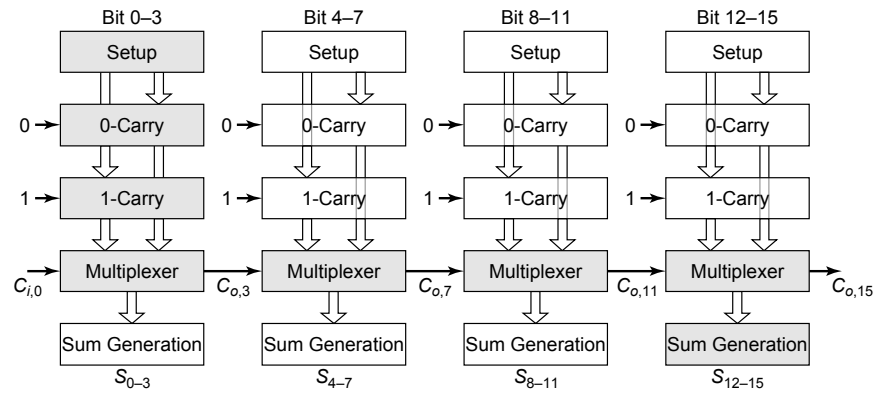 Bit 0–3 Bit 4–7 Bit 8–11 Bit 12–15
Setup Setup Setup Setup
0 0-Carry 0 0-Carry 0 0-Carry 0 0-Carry
1 1-Carry 1 1-Carry 1 1-Carry 1 1-Carry
Multiplexer Multiplexer Multiplexer Multiplexer
Ci,0 Co,3 Co,7 Co,11 Co,15
Sum Generation Sum Generation Sum Generation Sum Generation
S0–3 S4–7 S8–11 S12–15